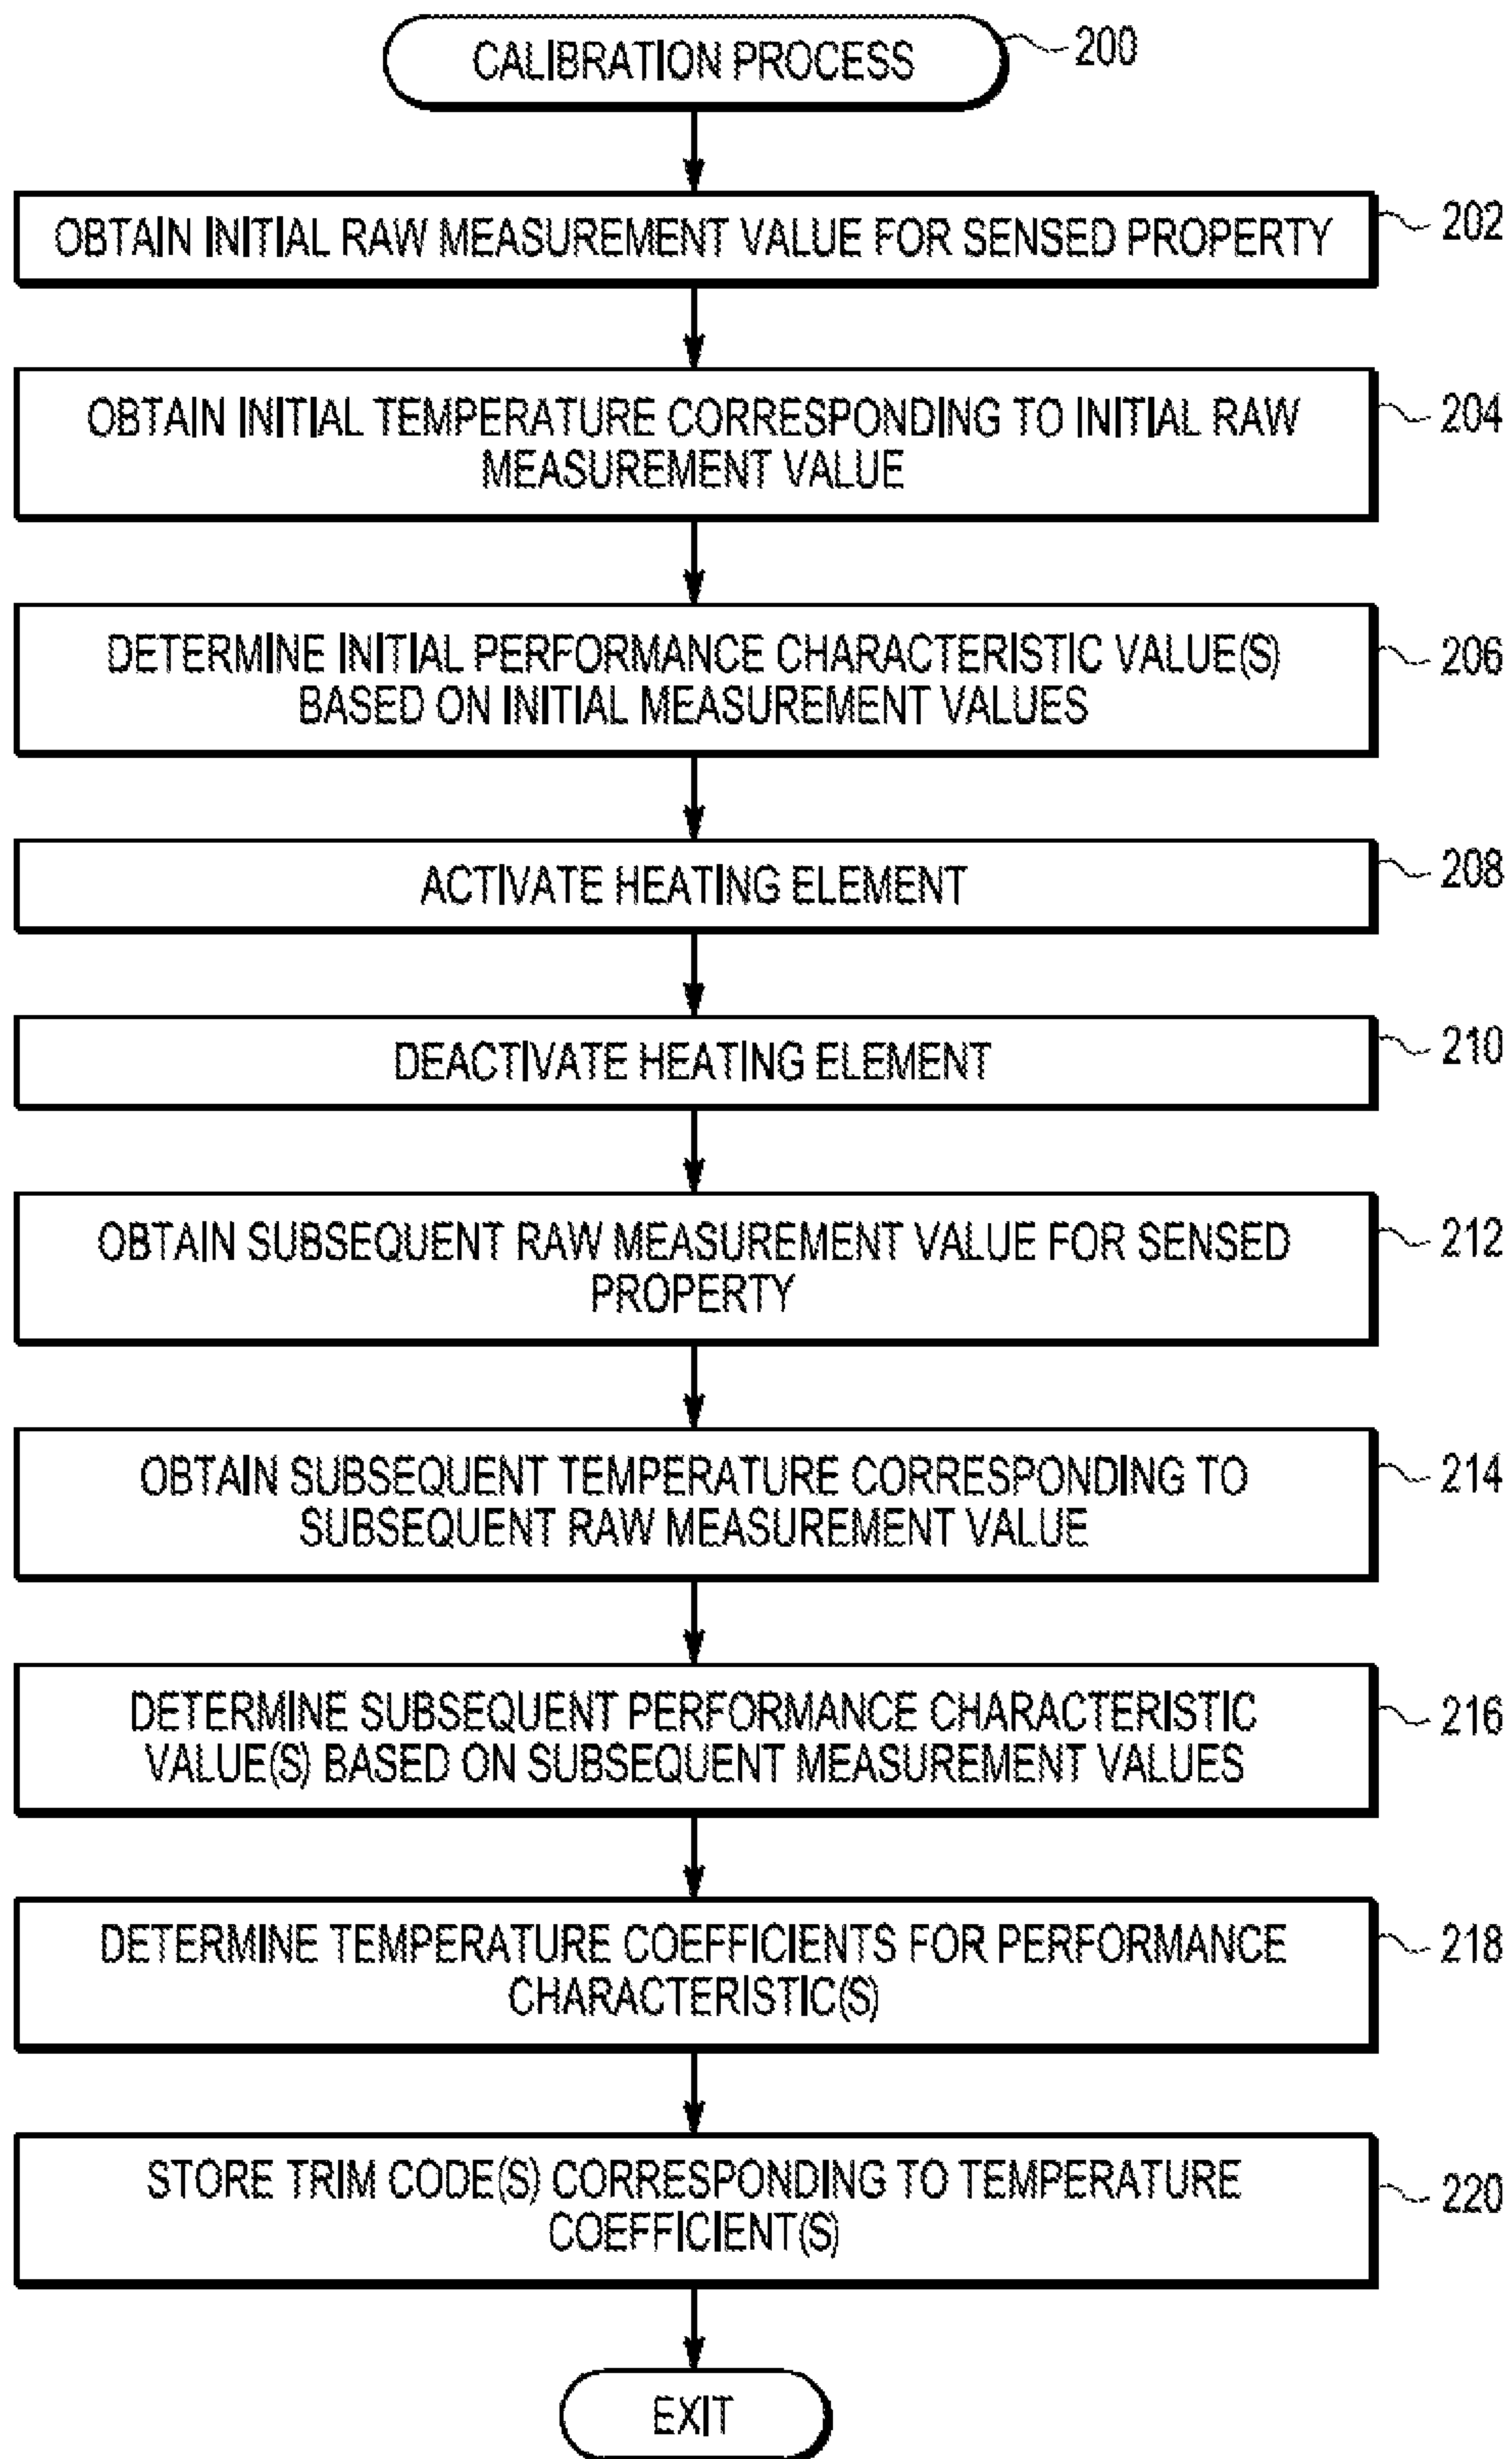 CALIBRATION PROCESS
200
OBTAIN INITIAL RAW MEASUREMENT VALUE FOR SENSED PROPERTY
202
OBTAIN INITIAL TEMPERATURE CORRESPONDING TO INITIAL RAW
MEASUREMENT VALUE
204
DETERMINE INITIAL PERFORMANCE CHARACTERISTIC VALUE(S)
BASED ON INITIAL MEASUREMENT VALUES
206
ACTIVATE HEATING ELEMENT
208
DEACTIVATE HEATING ELEMENT
210
OBTAIN SUBSEQUENT RAW MEASUREMENT VALUE FOR SENSED
PROPERTY
212
OBTAIN SUBSEQUENT TEMPERATURE CORRESPONDING TO
SUBSEQUENT RAW MEASUREMENT VALUE
214
DETERMINE SUBSEQUENT PERFORMANCE CHARACTERISTIC
VALUE(S) BASED ON SUBSEQUENT MEASUREMENT VALUES
216
DETERMINE TEMPERATURE COEFFICIENTS FOR PERFORMANCE
CHARACTERISTIC(S)
218
STORE TRIM CODE(S) CORRESPONDING TO TEMPERATURE
COEFFICIENT(S)
220
EXIT